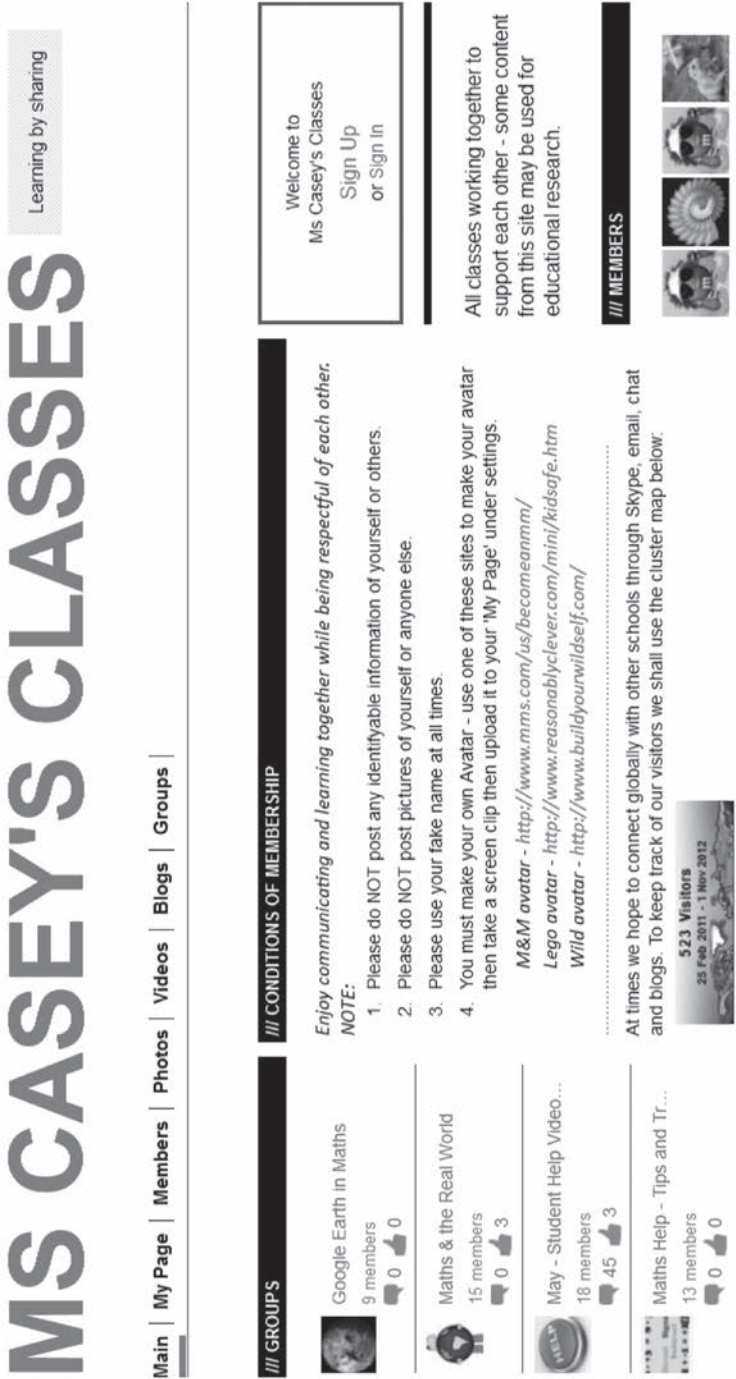 MS CASEY'S CLASSES
Learning by sharing
Main | My Page | Members | Photos | Videos | Blogs | Groups
/// GROUPS
Google Earth in Maths
9 members
0 0
Maths & the Real World
15 members
0 3
May - Student Help Video...
HELP
18 members
45 3
Maths Help - Tips and Tr...
13 members
0 0
/// CONDITIONS OF MEMBERSHIP
Enjoy communicating and learning together while being respectful of each other.
NOTE:
1. Please do NOT post any identifyable information of yourself or others.
2. Please do NOT post pictures of yourself or anyone else.
3. Please use your fake name at all times.
4. You must make your own Avatar - use one of these sites to make your avatar
then take a screen clip then upload it to your 'My Page' under settings.
M&M avatar - http://www.mms.com/us/becomeanmm/
Lego avatar - http://www.reasonablyclever.com/mini/kidsafe.htm
Wild avatar - http://www.buildyourwildself.com/
At times we hope to connect globally with other schools through Skype, email, chat
and blogs. To keep track of our visitors we shall use the cluster map below:
523 Visitors
25 Feb 2011 - 1 Nov 2012
Welcome to
Ms Casey's Classes
Sign Up
or Sign In
All classes working together to
support each other - some content
from this site may be used for
educational research.
/// MEMBERS
m
m